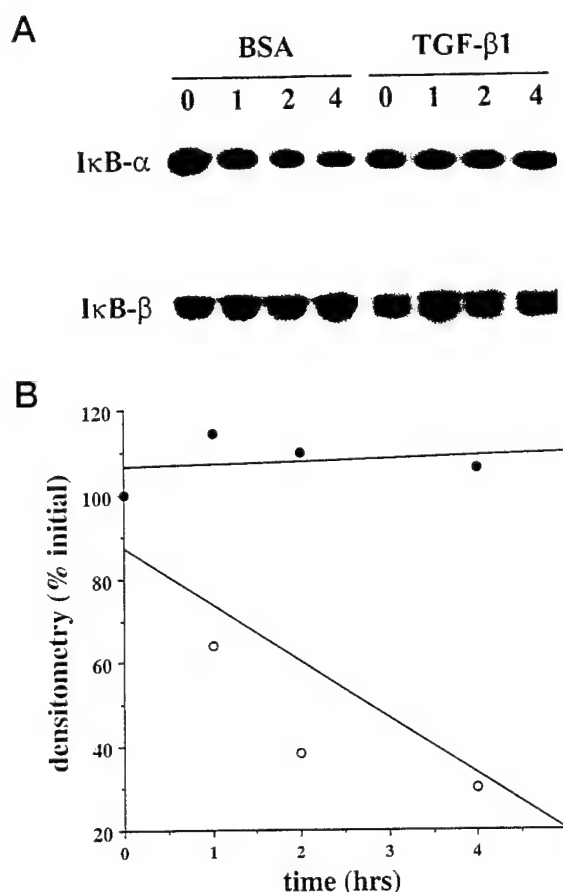 A
BSA TGF-β1
0 1 2 4 0 1 2 4
IκB-α
IκB-β
B
120
100
80
60
40
20
densitometry (% initial)
0 1 2 3 4
time (hrs)